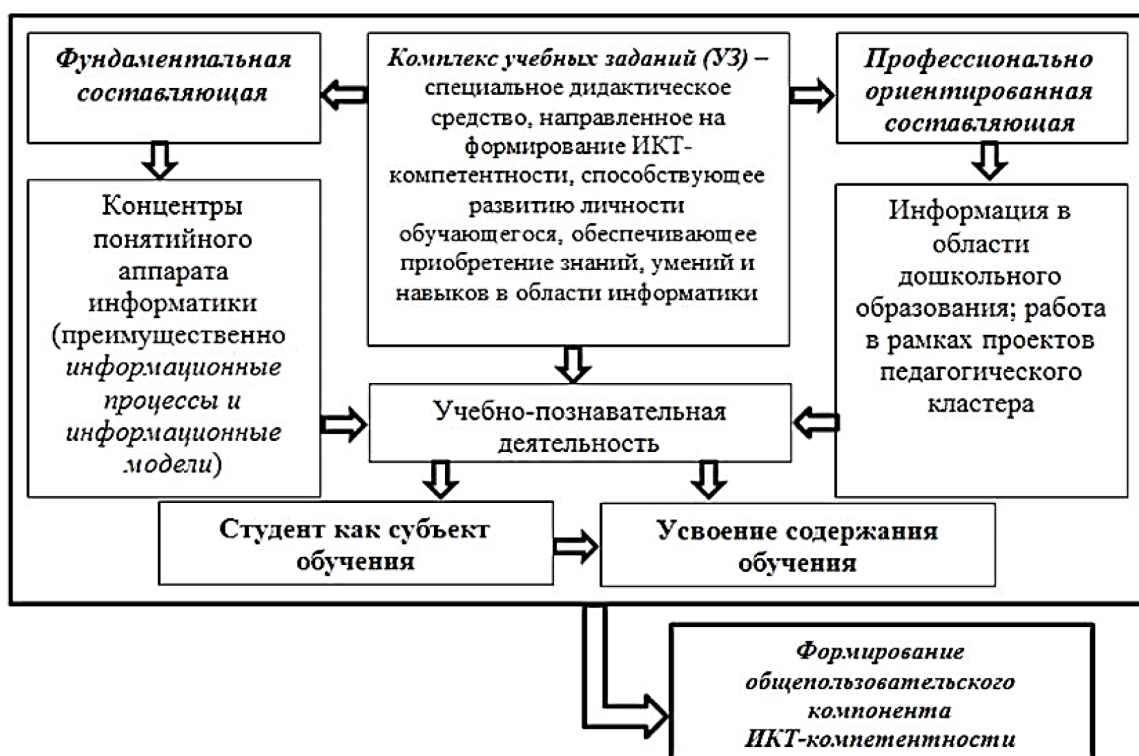 Фундаментальная
составляющая
Комплекс учебных заданий (УЗ) –
специальное дидактическое
средство, направленное на
формирование ИКТ-
компетентности, способствующее
развитию личности
обучающегося, обеспечивающее
приобретение знаний, умений и
навыков в области информатики
Профессионально
ориентированная
составляющая
Концентры
понятийного
аппарата
информатики
(преимущественно
информационные
процессы и
информационные
модели)
Информация в
области
дошкольного
образования; работа
в рамках проектов
педагогического
кластера
Учебно-познавательная
деятельность
Студент как субъект
обучения
Усвоение содержания
обучения
Формирование
общепользовательского
компонента
ИКТ-компетентности